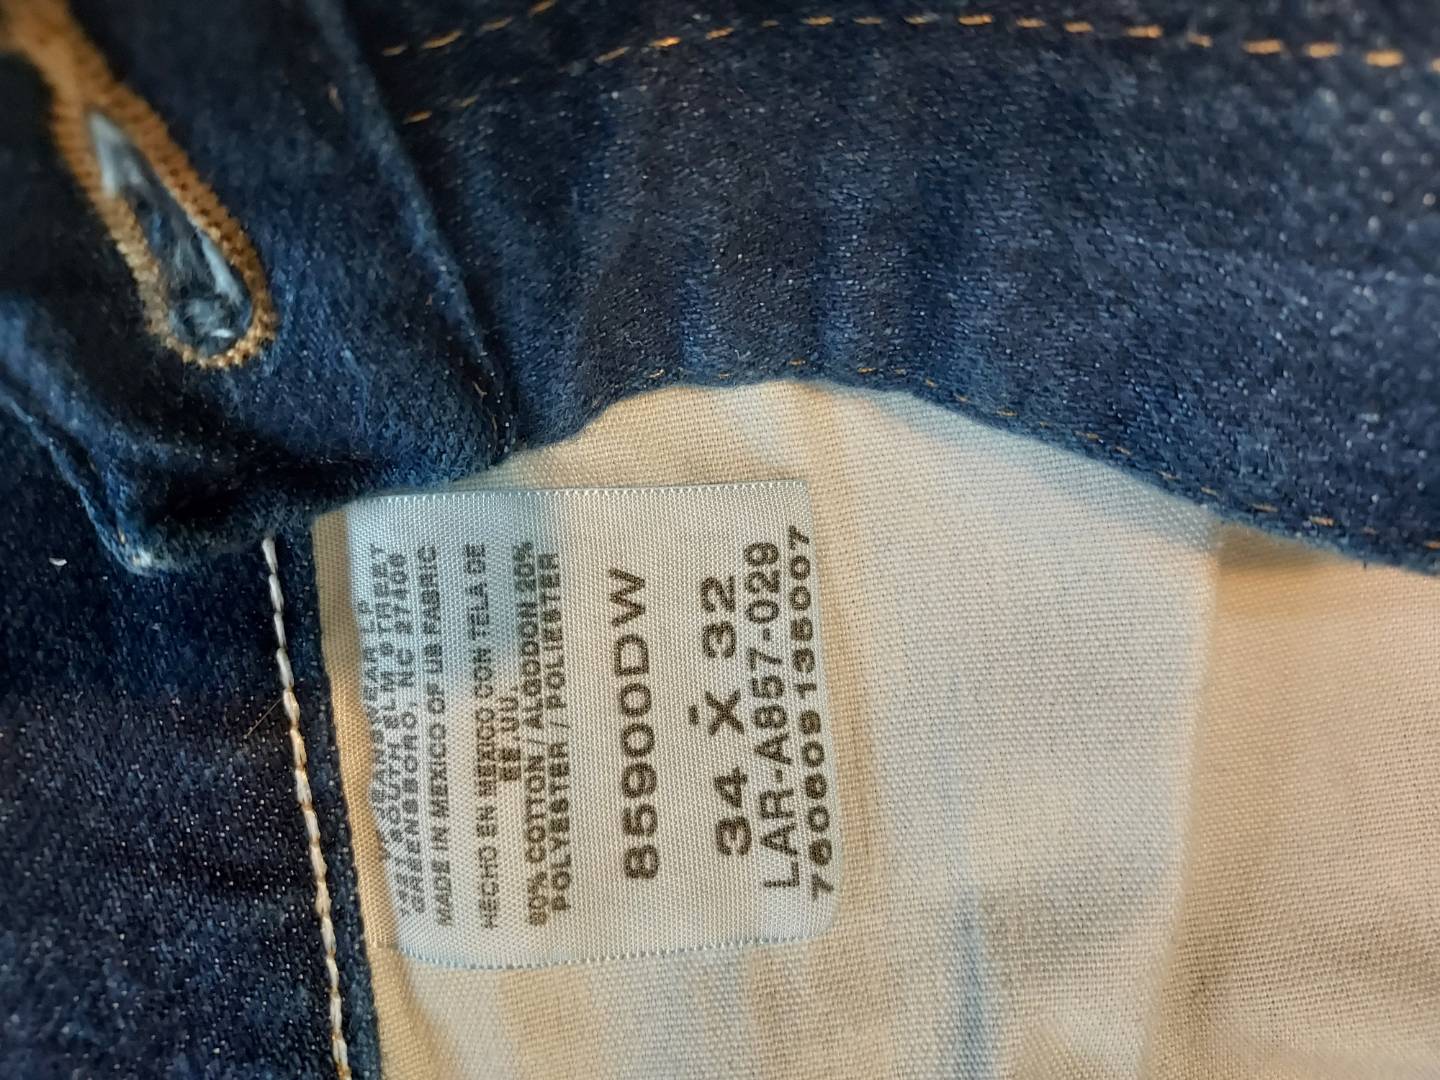 GREENSBORO, NC 27408
MADE IN MEXICO OF US FABRIC
HECHO EN MEXICO CON TELA DE
EE. UU.
80% COTTON / ALGODON 20%
POLYESTER / POLIESTER
85900DW
34 X 32
LAR-A857-029
760609135007